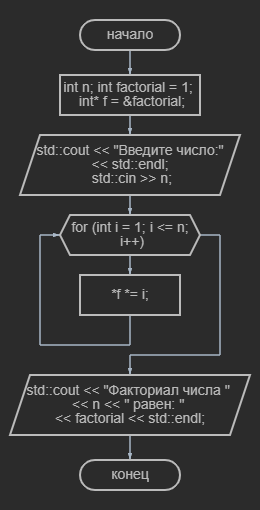 начало
int n; int factorial = 1;
int* f = &factorial;
std::cout << "Введите число:"
<< std::endl;
std::cin >> n;
for (int i = 1; i <= n;
i++)
*f *= i;
std::cout << "Факториал числа "
<< n << " равен: "
<< factorial << std::endl;
конец